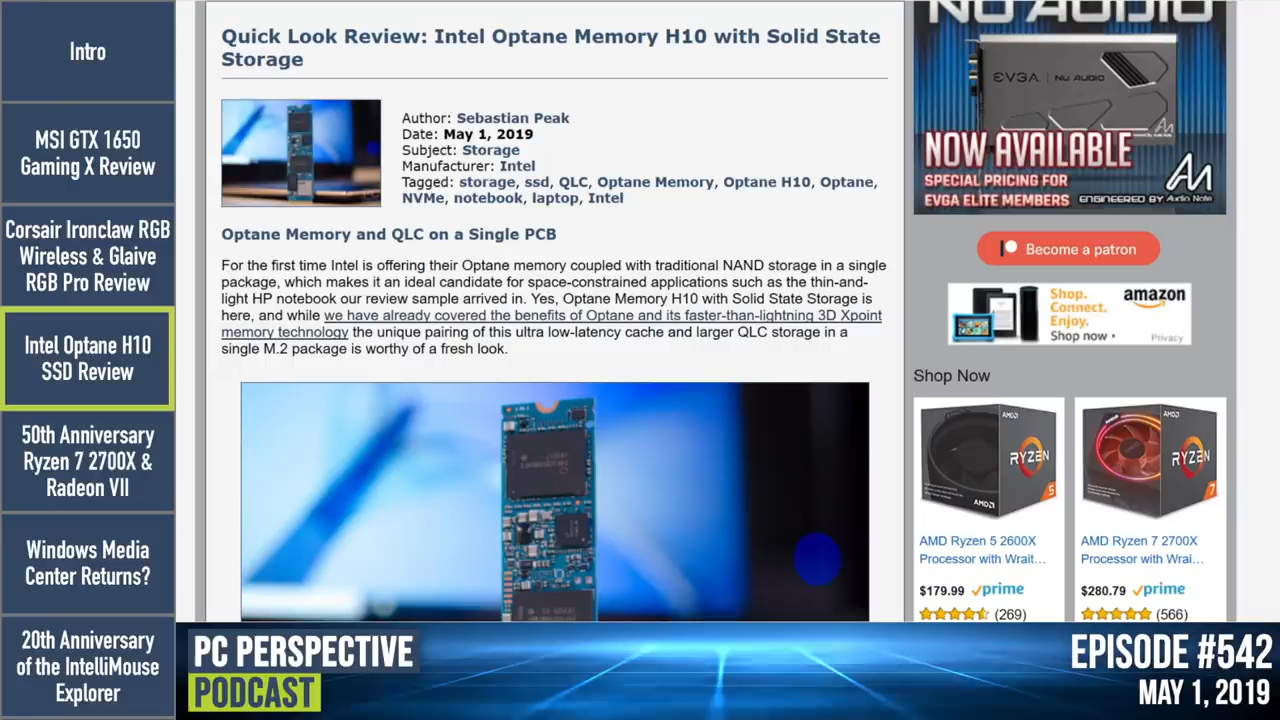 Intro
MSI GTX 1650
Gaming X Review
Corsair Ironclaw RGB
Wireless & Glaive
RGB Pro Review
Intel Optane H10
SSD Review
50th Anniversary
Ryzen 7 2700X &
Radeon VII
Windows Media
Center Returns?
20th Anniversary
of the IntelliMouse
Explorer
Quick Look Review: Intel Optane Memory H10 with Solid State
Storage
Author: Sebastian Peak
Date: May 1, 2019
Subject: Storage
Manufacturer: Intel
Tagged: storage, ssd, QLC, Optane Memory, Optane H10, Optane,
NVMe, notebook, laptop, Intel
Optane Memory and QLC on a Single PCB
For the first time Intel is offering their Optane memory coupled with traditional NAND storage in a single
package, which makes it an ideal candidate for space-constrained applications such as the thin-and-
light HP notebook our review sample arrived in. Yes, Optane Memory H10 with Solid State Storage is
here, and while we have already covered the benefits of Optane and its faster-than-lightning 3D Xpoint
memory technology the unique pairing of this ultra low-latency cache and larger QLC storage in a
single M.2 package is worthy of a fresh look.
NU AUDIO
EVGA | NU AUDIO
NOW AVAILABLE
SPECIAL PRICING FOR
EVGA ELITE MEMBERS
ENGINEERED BY Audio Note
Become a patron
Shop.
Connect.
Enjoy.
amazon
Shop now
Privacy
Shop Now
AMD
RYZEN
5
AMD
AMD
RYZEN
7
AMD Ryzen 5 2600X
Processor with Wrait…
$179.99 prime
(269)
AMD Ryzen 7 2700X
Processor with Wrai…
$280.79 prime
(566)
PC PERSPECTIVE
PODCAST
EPISODE #542
MAY 1, 2019